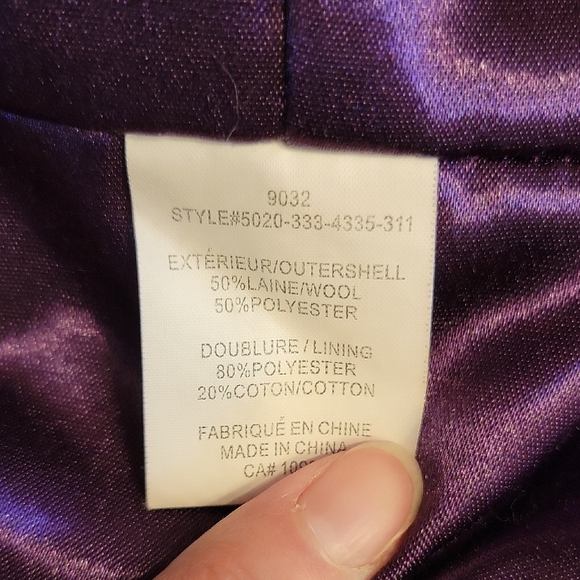 9032
STYLE#5020-333-4335-311
EXTÉRIEUR/OUTERSHELL
50%LAINE/WOOL
50%POLYESTER
DOUBLURE / LINING
80%POLYESTER
20%COTON/COTTON
FABRIQUÉ EN CHINE
MADE IN CHINA
CA#